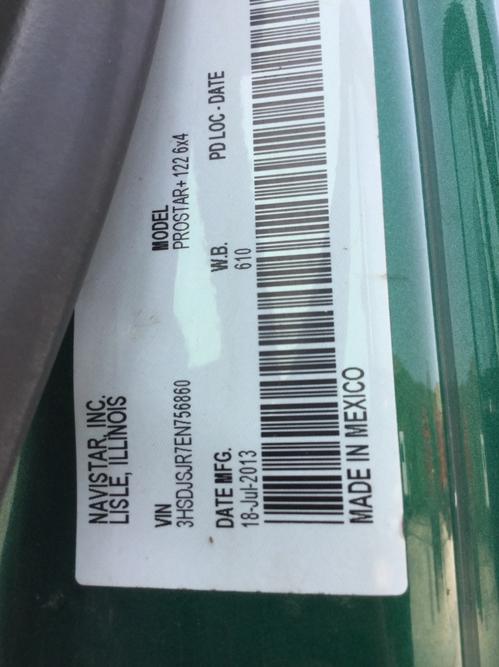 NAVISTAR, INC.
LISLE, ILLINOIS
VIN
3HSDJSJR7EN756860
MODEL
PROSTAR+ 122 6x4
DATE MFG.
18-Jul-2013
W.B.
610
PD LOC - DATE
MADE IN MEXICO